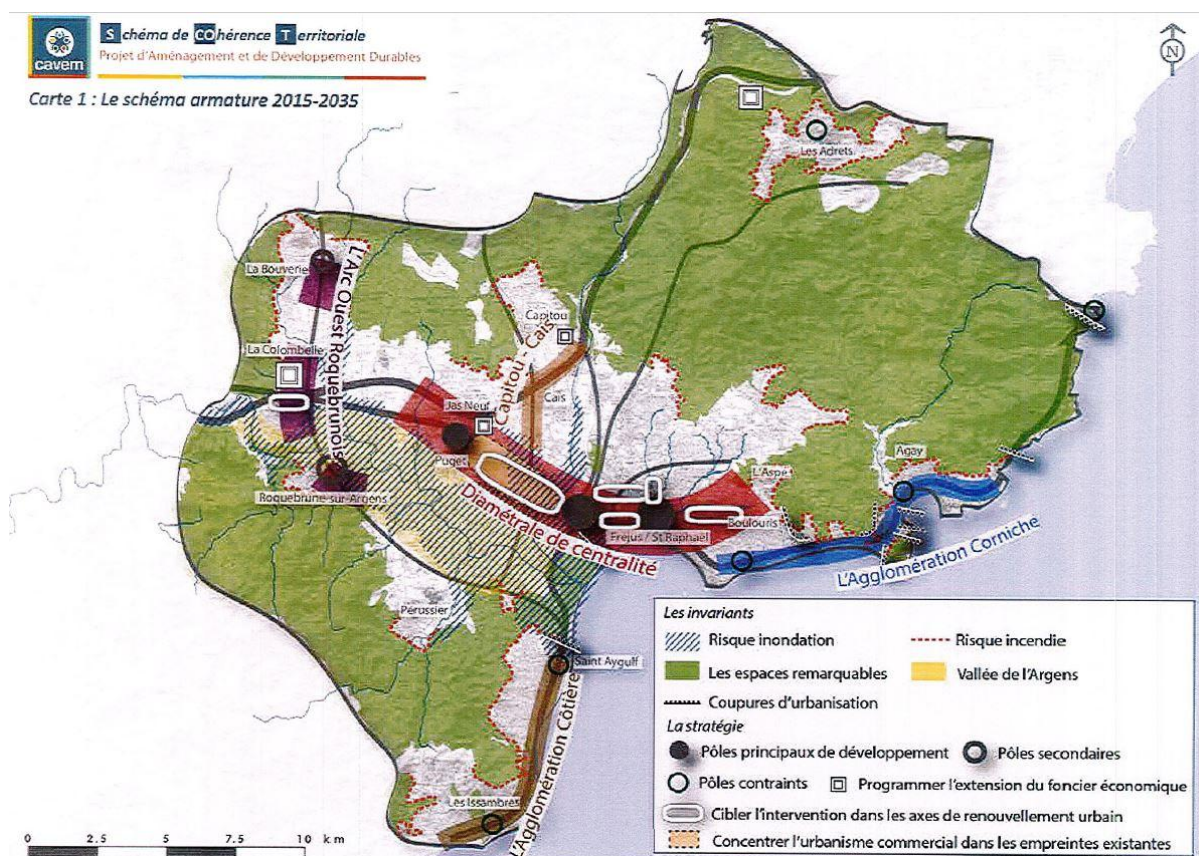 cavem
Schéma de COhérence Territoriale
Projet d'Aménagement et de Développement Durables
Carte 1 : Le schéma armature 2015-2035
N
Les Adrets
La Bouverie
L'Arc Ouest Roquebrunois
Capitou
La Colombelle
Capitou - Cais
Cais
Jas Neuf
Puget
Roquebrune-sur-Argens
Diamétrale de centralité
L'Aspé
Agay
Fréjus / St Raphaël
Boulouris
L'Agglomération Corniche
Pérussier
Saint Aygulf
L'Agglomération Côtière
Les Issambres
0 2.5 5 7.5 10 km
Les invariants
Risque inondation
Risque incendie
Les espaces remarquables
Vallée de l'Argens
Coupures d'urbanisation
La stratégie
Pôles principaux de développement
Pôles secondaires
Pôles contraints
Programmer l'extension du foncier économique
Cibler l'intervention dans les axes de renouvellement urbain
Concentrer l'urbanisme commercial dans les empreintes existantes